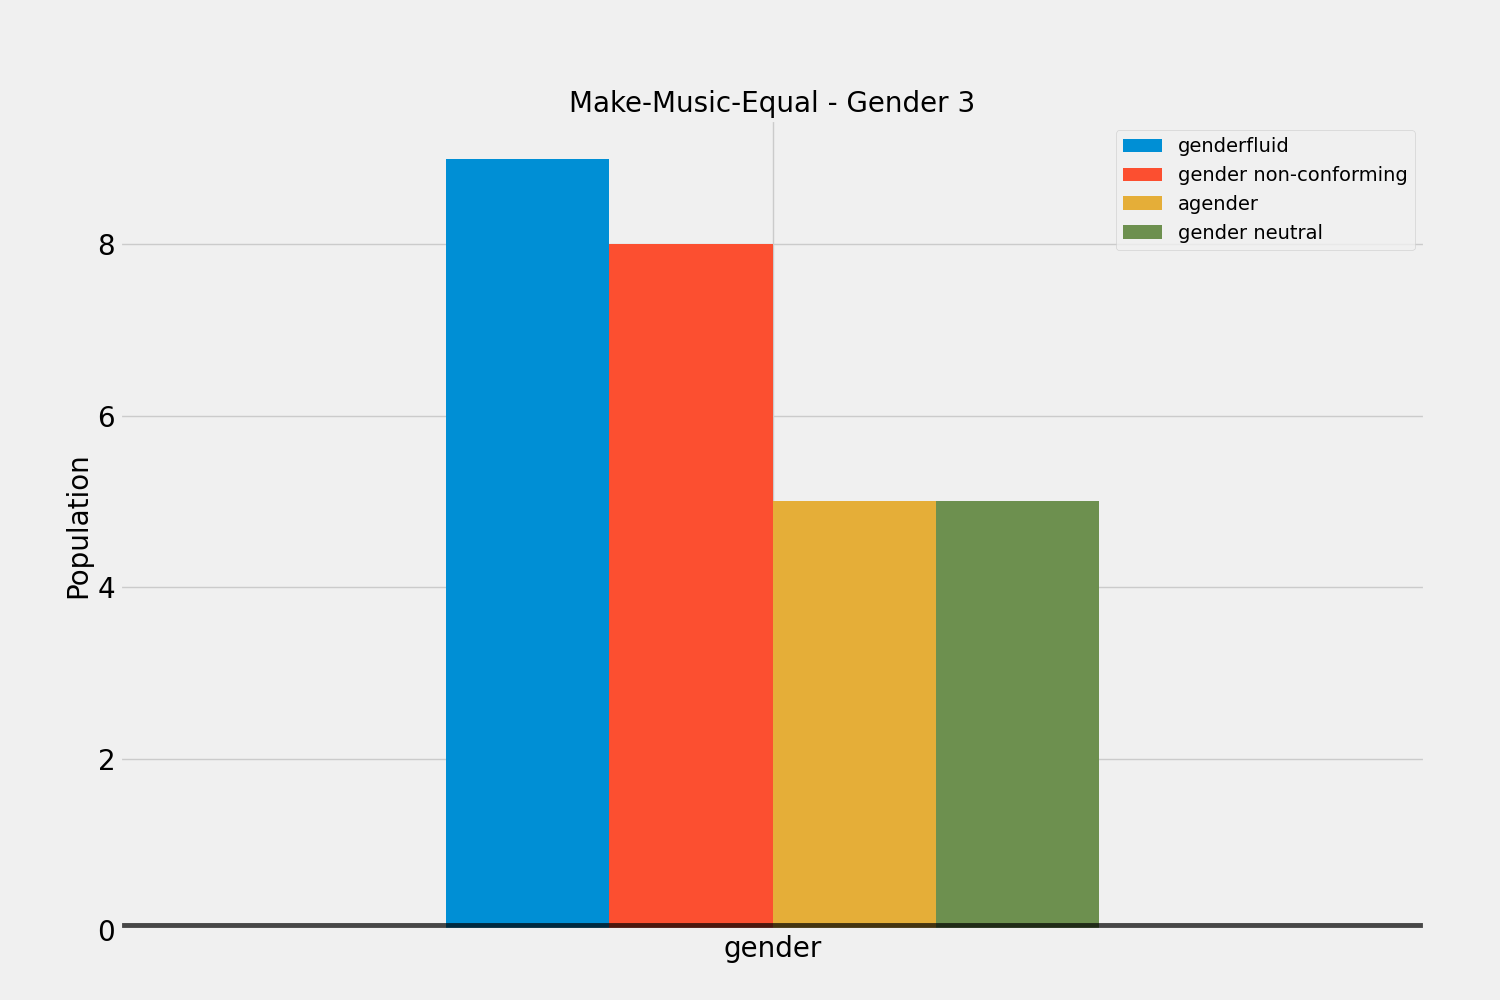 Make-Music-Equal - Gender 3
genderfluid
gender non-conforming
agender
gender neutral
8
6
4
2
0
Population
gender